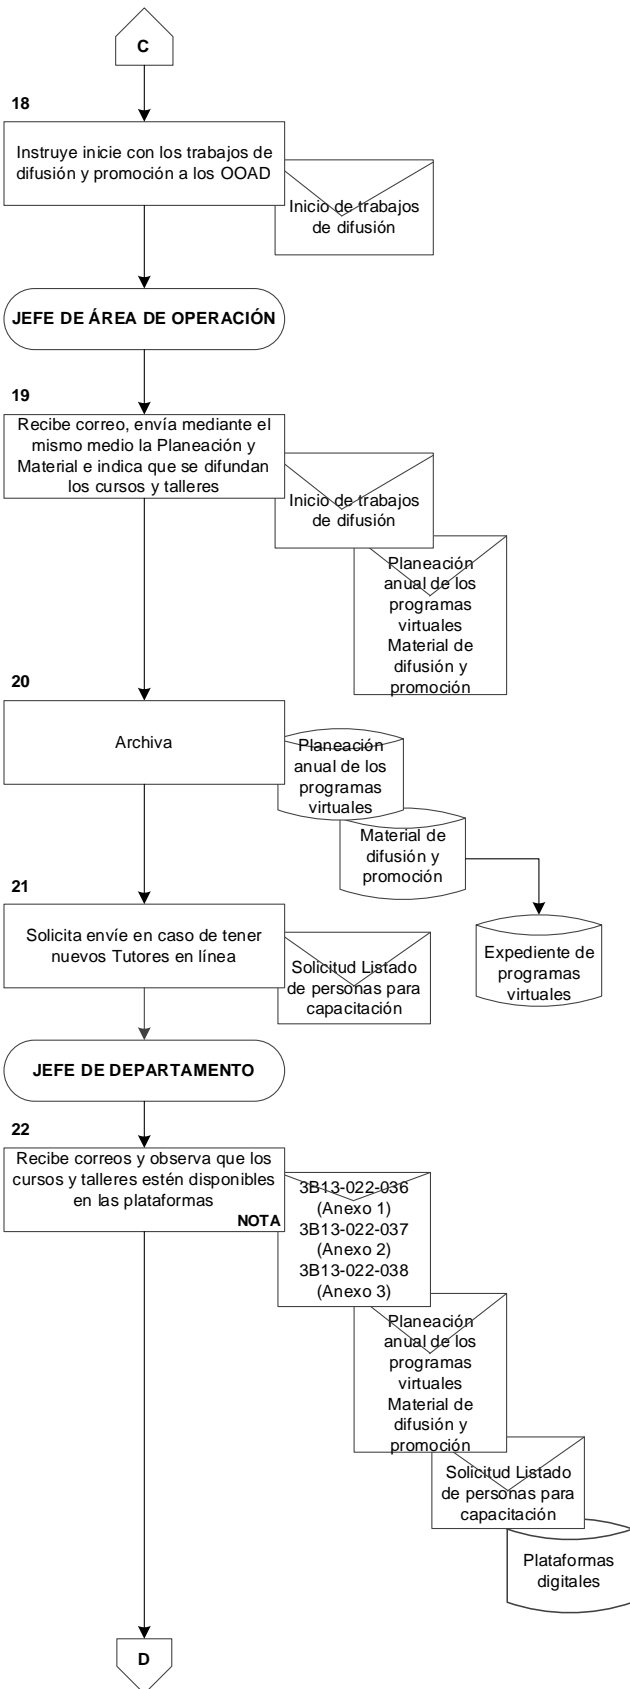 C
18
Instruye inicie con los trabajos de
difusión y promoción a los OOAD
Inicio de trabajos
de difusión
JEFE DE ÁREA DE OPERACIÓN
19
Recibe correo, envía mediante el
mismo medio la Planeación y
Material e indica que se difundan
los cursos y talleres
Inicio de trabajos
de difusión
Planeación
anual de los
programas
virtuales
Material de
difusión y
promoción
20
Archiva
Planeación
anual de los
programas
virtuales
Material de
difusión y
promoción
Expediente de
programas
virtuales
21
Solicita envíe en caso de tener
nuevos Tutores en línea
Solicitud Listado
de personas para
capacitación
JEFE DE DEPARTAMENTO
22
Recibe correos y observa que los
cursos y talleres estén disponibles
en las plataformas
NOTA
3B13-022-036
(Anexo 1)
3B13-022-037
(Anexo 2)
3B13-022-038
(Anexo 3)
Planeación
anual de los
programas
virtuales
Material de
difusión y
promoción
Solicitud Listado
de personas para
capacitación
Plataformas
digitales
D